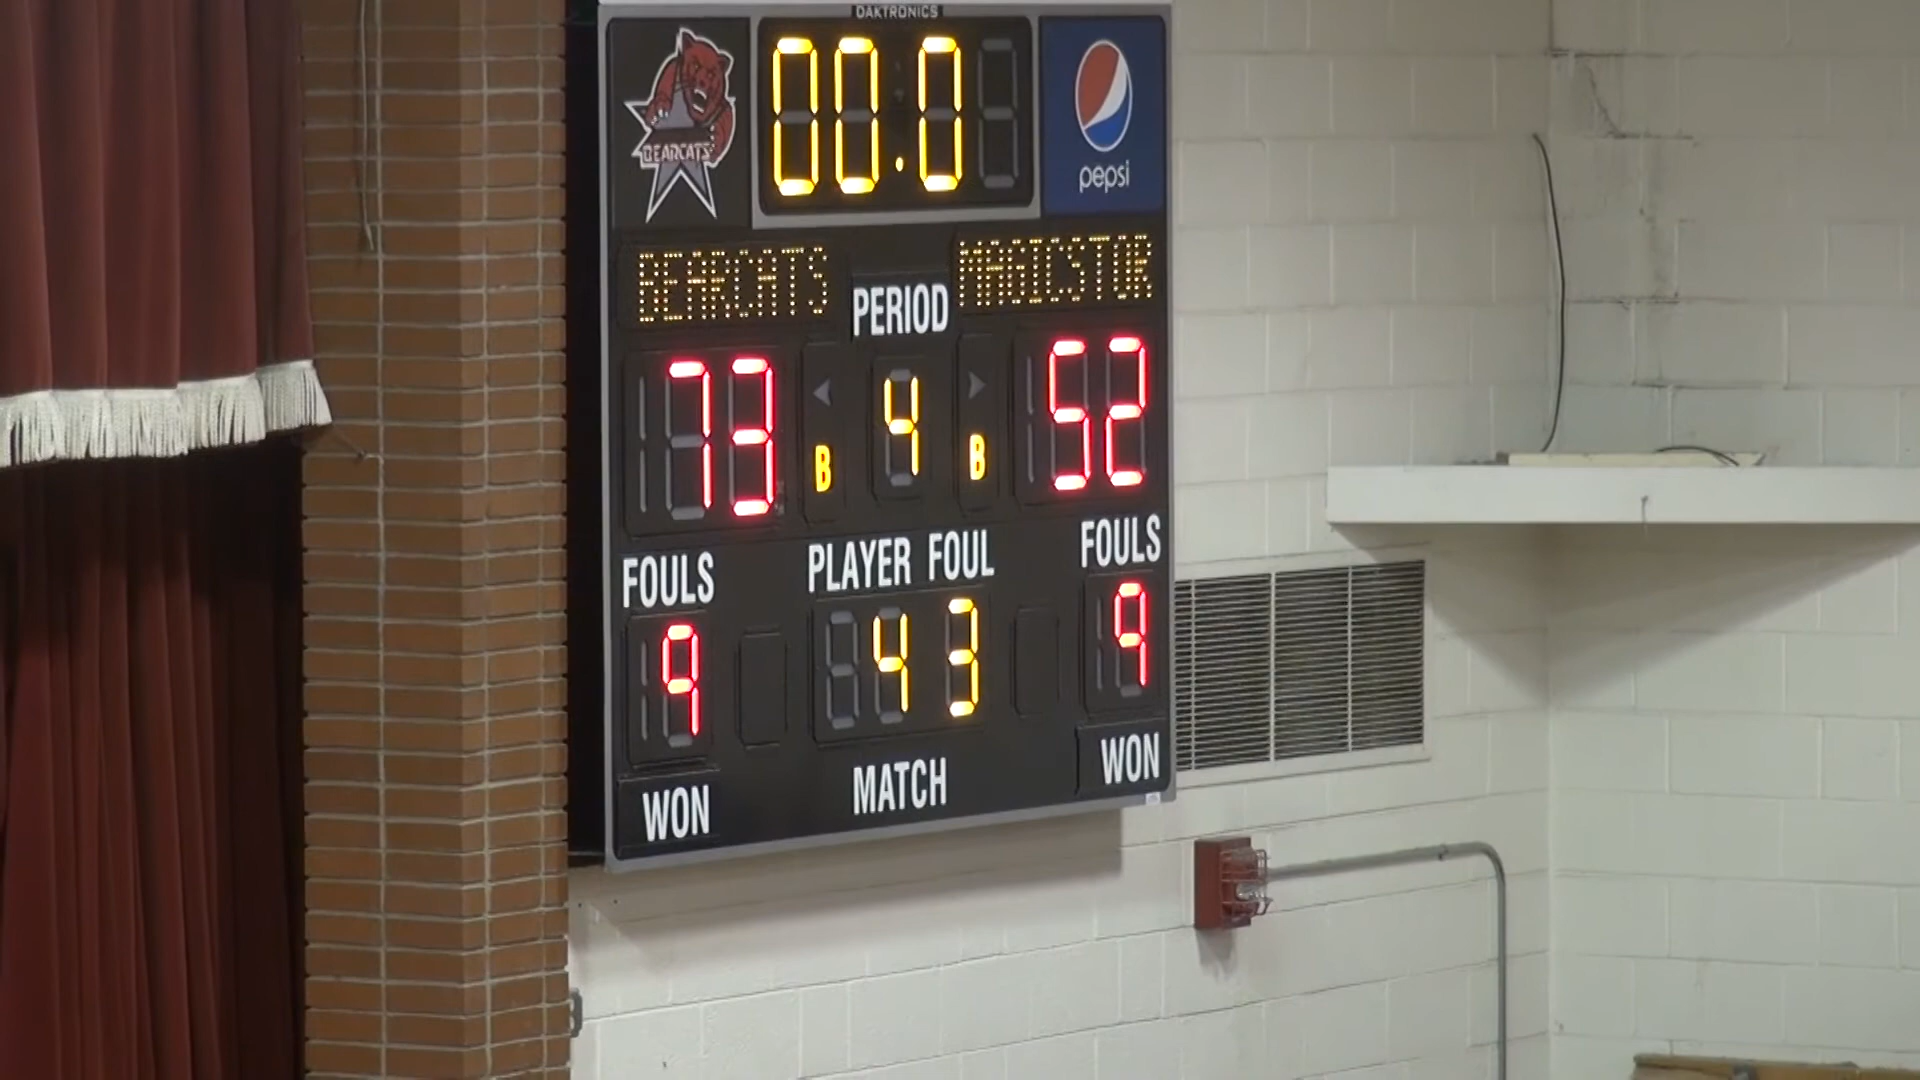 DAKTRONICS
BEARCATS
00.0
pepsi
BEARCATS
MAGICSTOR
PERIOD
73
B
4
B
52
FOULS
PLAYER FOUL
FOULS
9
4 3
9
WON
MATCH
WON